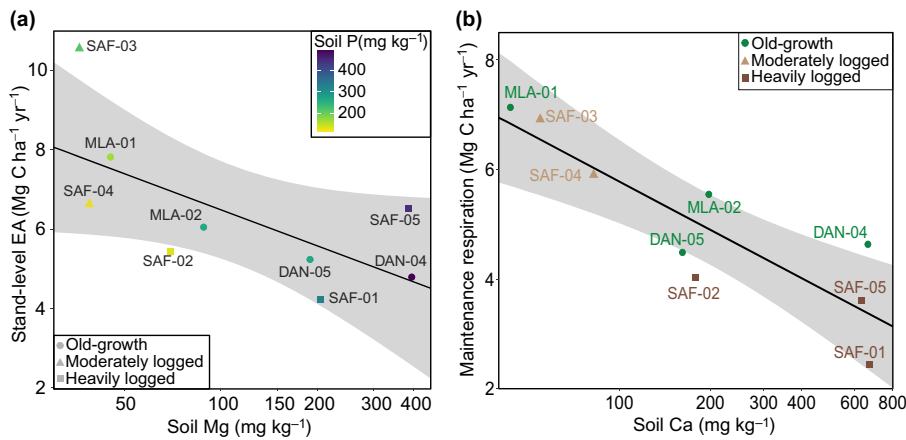 (a)
Stand-level EA (Mg C ha⁻¹ yr⁻¹)
10
8
6
4
2
SAF-03
MLA-01
SAF-04
MLA-02
SAF-02
SAF-05
DAN-05
DAN-04
SAF-01
Soil P(mg kg⁻¹)
400
300
200
Old-growth
Moderately logged
Heavily logged
50 100 150 200 300 400
Soil Mg (mg kg⁻¹)
(b)
Maintenance respiration (Mg C ha⁻¹ yr⁻¹)
8
6
4
2
Old-growth
Moderately logged
Heavily logged
MLA-01
SAF-03
SAF-04
MLA-02
DAN-04
DAN-05
SAF-02
SAF-05
SAF-01
100 200 400 600 800
Soil Ca (mg kg⁻¹)